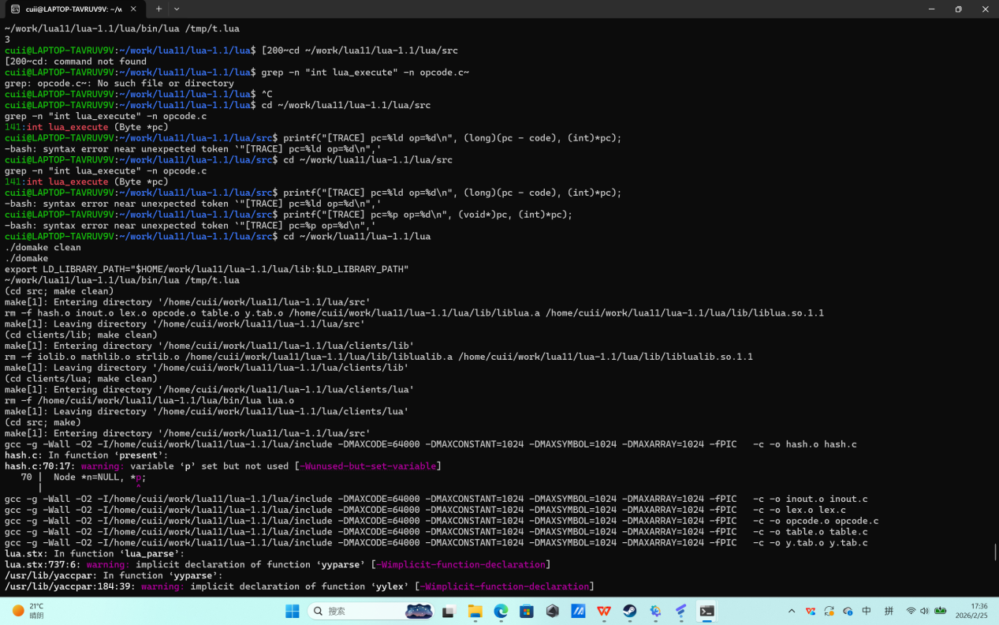 cuii@LAPTOP-TAVRUV9V: ~/w
~/work/lua11/lua-1.1/lua/bin/lua /tmp/t.lua
3
cuii@LAPTOP-TAVRUV9V:~/work/lua11/lua-1.1/lua$ [200~cd ~/work/lua11/lua-1.1/lua/src
[200~cd: command not found
cuii@LAPTOP-TAVRUV9V:~/work/lua11/lua-1.1/lua$ grep -n "int lua_execute" -n opcode.c~
grep: opcode.c~: No such file or directory
cuii@LAPTOP-TAVRUV9V:~/work/lua11/lua-1.1/lua$ ^C
cuii@LAPTOP-TAVRUV9V:~/work/lua11/lua-1.1/lua$ cd ~/work/lua11/lua-1.1/lua/src
grep -n "int lua_execute" -n opcode.c
141:int lua_execute (Byte *pc)
cuii@LAPTOP-TAVRUV9V:~/work/lua11/lua-1.1/lua/src$ printf("[TRACE] pc=%ld op=%d\n", (long)(pc - code), (int)*pc);
-bash: syntax error near unexpected token `"[TRACE] pc=%ld op=%d\n",'
cuii@LAPTOP-TAVRUV9V:~/work/lua11/lua-1.1/lua/src$ cd ~/work/lua11/lua-1.1/lua/src
grep -n "int lua_execute" -n opcode.c
141:int lua_execute (Byte *pc)
cuii@LAPTOP-TAVRUV9V:~/work/lua11/lua-1.1/lua/src$ printf("[TRACE] pc=%ld op=%d\n", (long)(pc - code), (int)*pc);
-bash: syntax error near unexpected token `"[TRACE] pc=%ld op=%d\n",'
cuii@LAPTOP-TAVRUV9V:~/work/lua11/lua-1.1/lua/src$ printf("[TRACE] pc=%p op=%d\n", (void*)pc, (int)*pc);
-bash: syntax error near unexpected token `"[TRACE] pc=%p op=%d\n",'
cuii@LAPTOP-TAVRUV9V:~/work/lua11/lua-1.1/lua/src$ cd ~/work/lua11/lua-1.1/lua
./domake clean
./domake
export LD_LIBRARY_PATH="$HOME/work/lua11/lua-1.1/lua/lib:$LD_LIBRARY_PATH"
~/work/lua11/lua-1.1/lua/bin/lua /tmp/t.lua
(cd src; make clean)
make[1]: Entering directory '/home/cuii/work/lua11/lua-1.1/lua/src'
rm -f hash.o inout.o lex.o opcode.o table.o y.tab.o /home/cuii/work/lua11/lua-1.1/lua/lib/liblua.a /home/cuii/work/lua11/lua-1.1/lua/lib/liblua.so.1.1
make[1]: Leaving directory '/home/cuii/work/lua11/lua-1.1/lua/src'
(cd clients/lib; make clean)
make[1]: Entering directory '/home/cuii/work/lua11/lua-1.1/lua/clients/lib'
rm -f iolib.o mathlib.o strlib.o /home/cuii/work/lua11/lua-1.1/lua/lib/liblualib.a /home/cuii/work/lua11/lua-1.1/lua/lib/liblualib.so.1.1
make[1]: Leaving directory '/home/cuii/work/lua11/lua-1.1/lua/clients/lib'
(cd clients/lua; make clean)
make[1]: Entering directory '/home/cuii/work/lua11/lua-1.1/lua/clients/lua'
rm -f /home/cuii/work/lua11/lua-1.1/lua/bin/lua lua.o
make[1]: Leaving directory '/home/cuii/work/lua11/lua-1.1/lua/clients/lua'
(cd src; make)
make[1]: Entering directory '/home/cuii/work/lua11/lua-1.1/lua/src'
gcc -g -Wall -O2 -I/home/cuii/work/lua11/lua-1.1/lua/include -DMAXCODE=64000 -DMAXCONSTANT=1024 -DMAXSYMBOL=1024 -DMAXARRAY=1024 -fPIC   -c -o hash.o hash.c
hash.c: In function ‘present’:
hash.c:70:17: warning: variable ‘p’ set but not used [-Wunused-but-set-variable]
   70 |  Node *n=NULL, *p;
      |                 ^
gcc -g -Wall -O2 -I/home/cuii/work/lua11/lua-1.1/lua/include -DMAXCODE=64000 -DMAXCONSTANT=1024 -DMAXSYMBOL=1024 -DMAXARRAY=1024 -fPIC   -c -o inout.o inout.c
gcc -g -Wall -O2 -I/home/cuii/work/lua11/lua-1.1/lua/include -DMAXCODE=64000 -DMAXCONSTANT=1024 -DMAXSYMBOL=1024 -DMAXARRAY=1024 -fPIC   -c -o lex.o lex.c
gcc -g -Wall -O2 -I/home/cuii/work/lua11/lua-1.1/lua/include -DMAXCODE=64000 -DMAXCONSTANT=1024 -DMAXSYMBOL=1024 -DMAXARRAY=1024 -fPIC   -c -o opcode.o opcode.c
gcc -g -Wall -O2 -I/home/cuii/work/lua11/lua-1.1/lua/include -DMAXCODE=64000 -DMAXCONSTANT=1024 -DMAXSYMBOL=1024 -DMAXARRAY=1024 -fPIC   -c -o table.o table.c
gcc -g -Wall -O2 -I/home/cuii/work/lua11/lua-1.1/lua/include -DMAXCODE=64000 -DMAXCONSTANT=1024 -DMAXSYMBOL=1024 -DMAXARRAY=1024 -fPIC   -c -o y.tab.o y.tab.c
lua.stx: In function ‘lua_parse’:
lua.stx:737:6: warning: implicit declaration of function ‘yyparse’ [-Wimplicit-function-declaration]
/usr/lib/yaccpar: In function ‘yyparse’:
/usr/lib/yaccpar:184:39: warning: implicit declaration of function ‘yylex’ [-Wimplicit-function-declaration]
21°C
晴朗
搜索
中
拼
17:36
2026/2/25